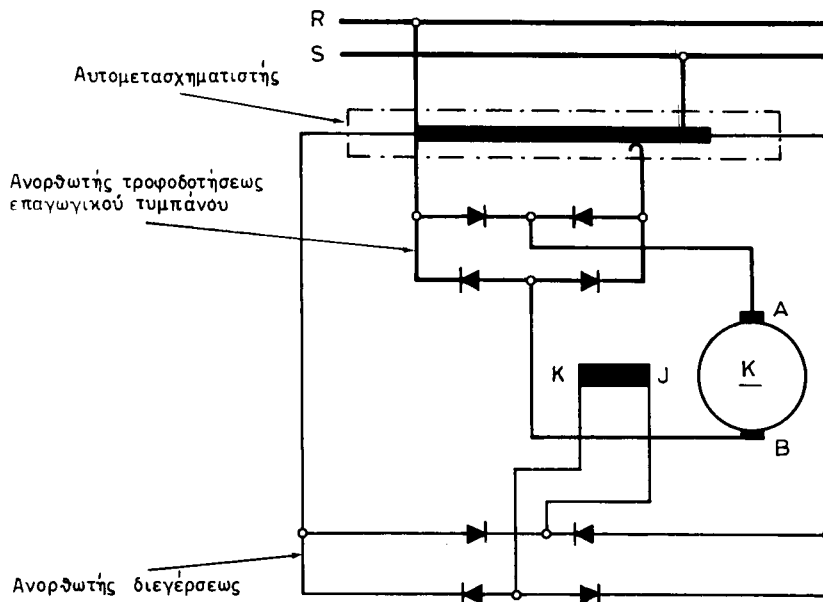 R
S
Αυτομετασχηματιστής
Ανορθωτής τροφοδοτήσεως
επαγωγικού τυμπάνου
A
K
J
K
B
Ανορθωτής διεγέρσεως